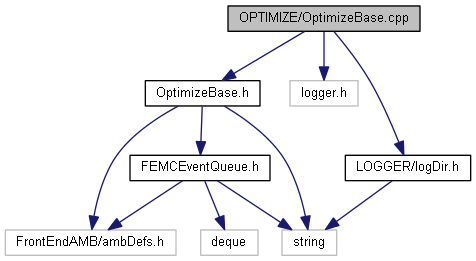 OPTIMIZE/OptimizeBase.cpp
OptimizeBase.h
logger.h
FEMCEventQueue.h
LOGGER/logDir.h
FrontEndAMB/ambDefs.h
deque
string